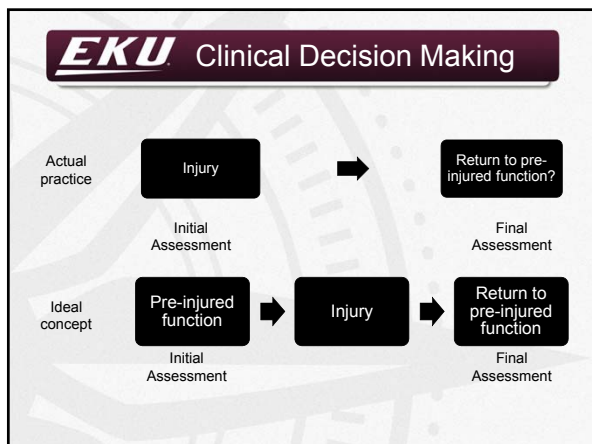 EKU Clinical Decision Making
Actual
practice
Injury
Return to pre-
injured function?
Initial
Assessment
Final
Assessment
Ideal
concept
Pre-injured
function
Injury
Return to
pre-injured
function
Initial
Assessment
Final
Assessment